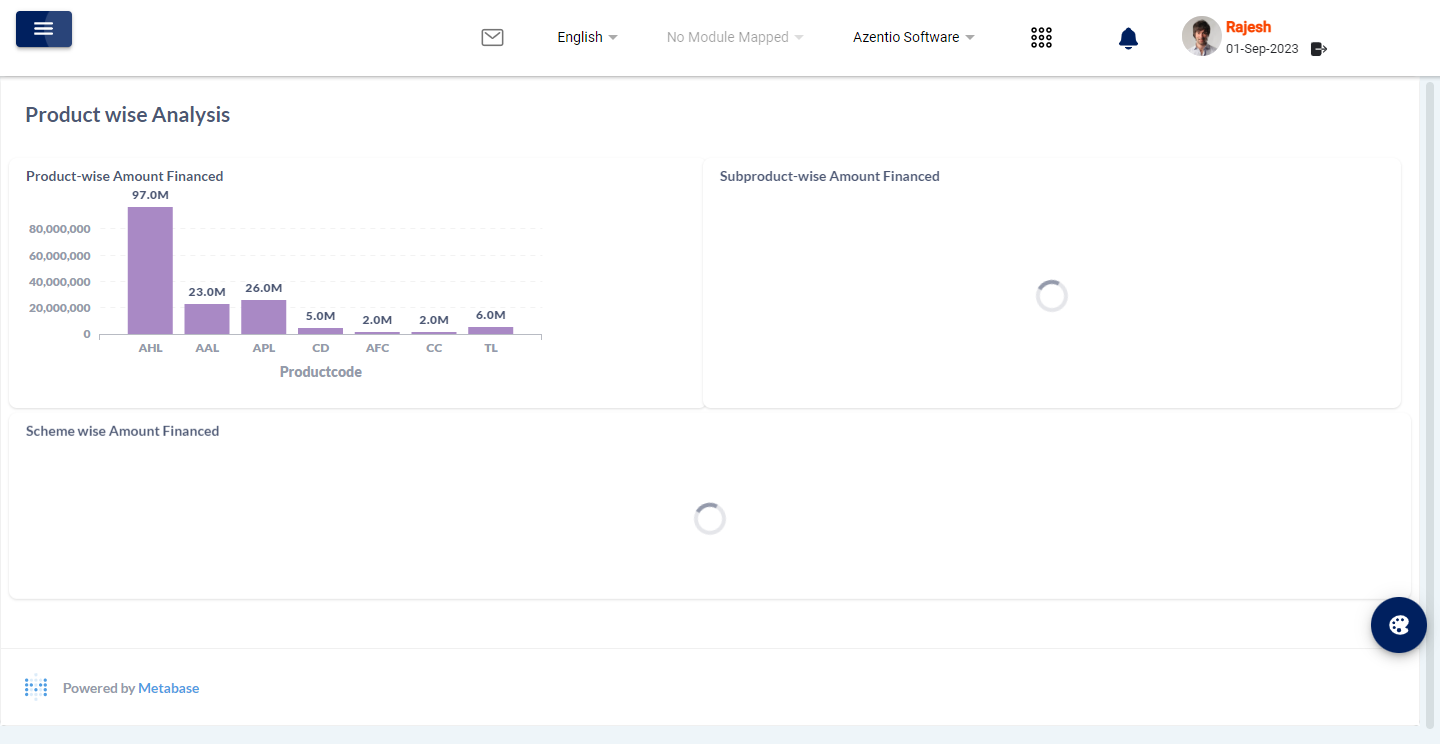 English
No Module Mapped
Azentio Software
Rajesh
01-Sep-2023
Product wise Analysis
Product-wise Amount Financed
97.0M
80,000,000
60,000,000
40,000,000
20,000,000
0
23.0M
26.0M
5.0M
2.0M
2.0M
6.0M
AHL AAL APL CD AFC CC TL
Productcode
Subproduct-wise Amount Financed
Scheme wise Amount Financed
Powered by Metabase